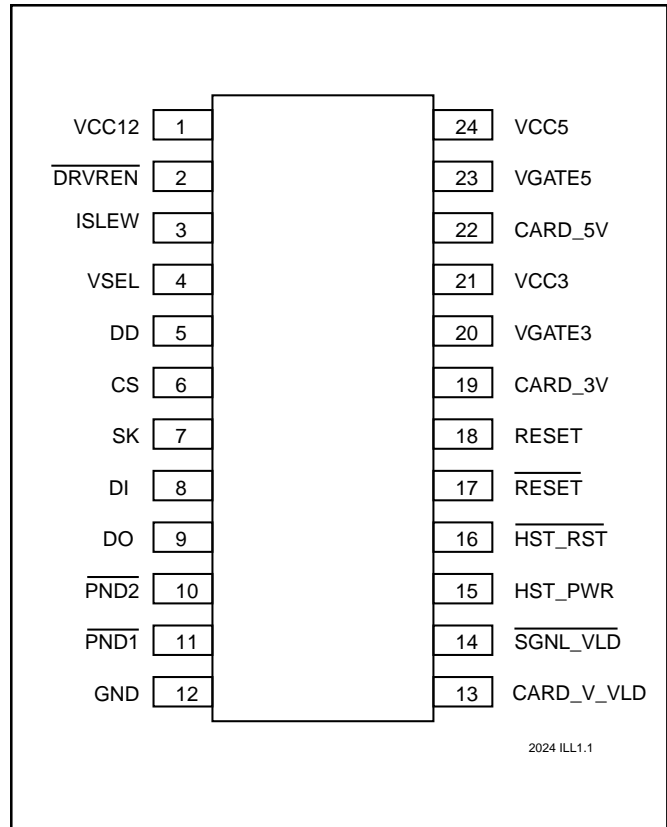 VCC12 1 24 VCC5
DRVREN 2 23 VGATE5
ISLEW 3 22 CARD_5V
VSEL 4 21 VCC3
DD 5 20 VGATE3
CS 6 19 CARD_3V
SK 7 18 RESET
DI 8 17 RESET
DO 9 16 HST_RST
PND2 10 15 HST_PWR
PND1 11 14 SGNL_VLD
GND 12 13 CARD_V_VLD
2024 ILL1.1